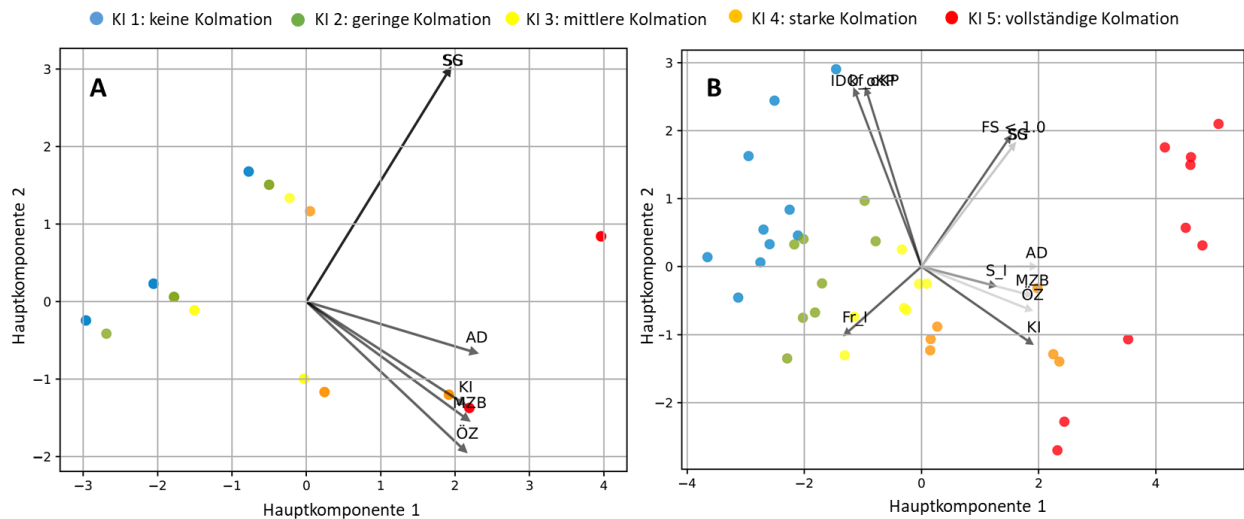 KI 1: keine Kolmation KI 2: geringe Kolmation KI 3: mittlere Kolmation KI 4: starke Kolmation KI 5: vollständige Kolmation
A
SG
AD
KI
MZB
ÖZ
3
2
1
0
−1
−2
−3 −2 −1 0 1 2 3 4
Hauptkomponente 2
Hauptkomponente 1
B
FS < 1.0
SG
AD
S_I
MZB
ÖZ
KI
Fr_I
3
2
1
0
−1
−2
−4 −2 0 2 4
Hauptkomponente 2
Hauptkomponente 1